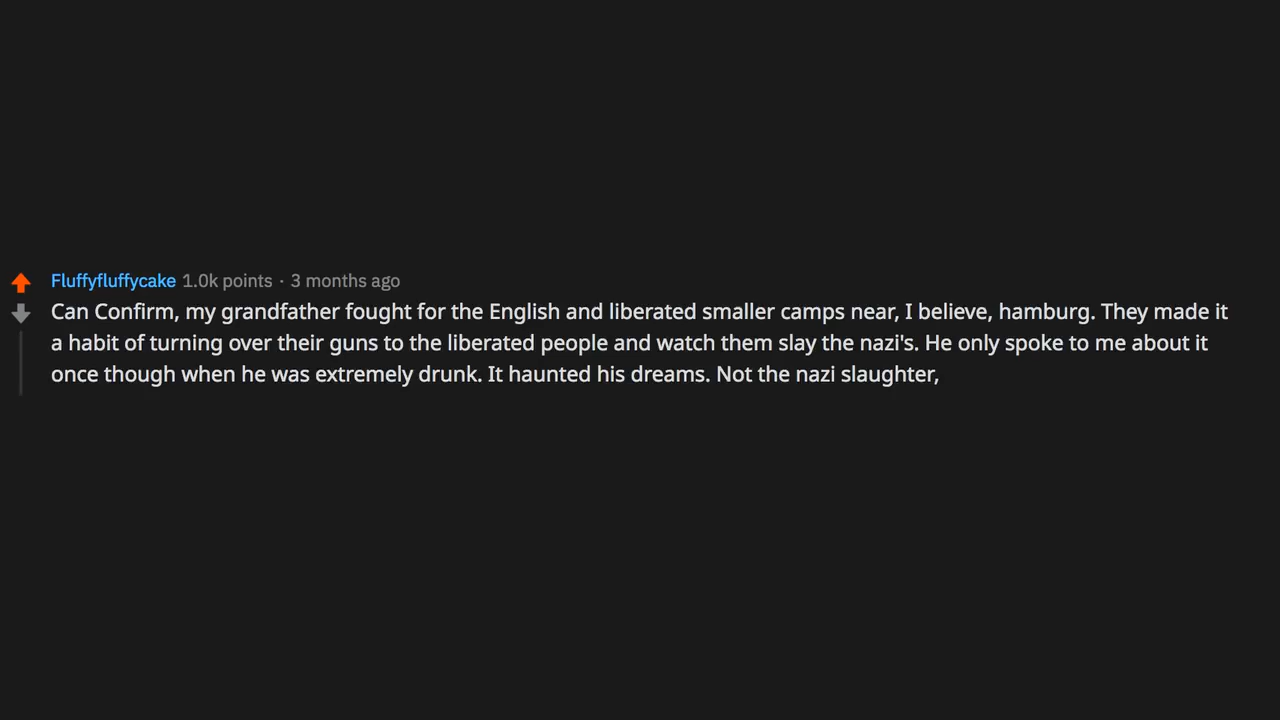 Fluffyfluffycake 1.0k points · 3 months ago
Can Confirm, my grandfather fought for the English and liberated smaller camps near, I believe, hamburg. They made it
a habit of turning over their guns to the liberated people and watch them slay the nazi's. He only spoke to me about it
once though when he was extremely drunk. It haunted his dreams. Not the nazi slaughter,